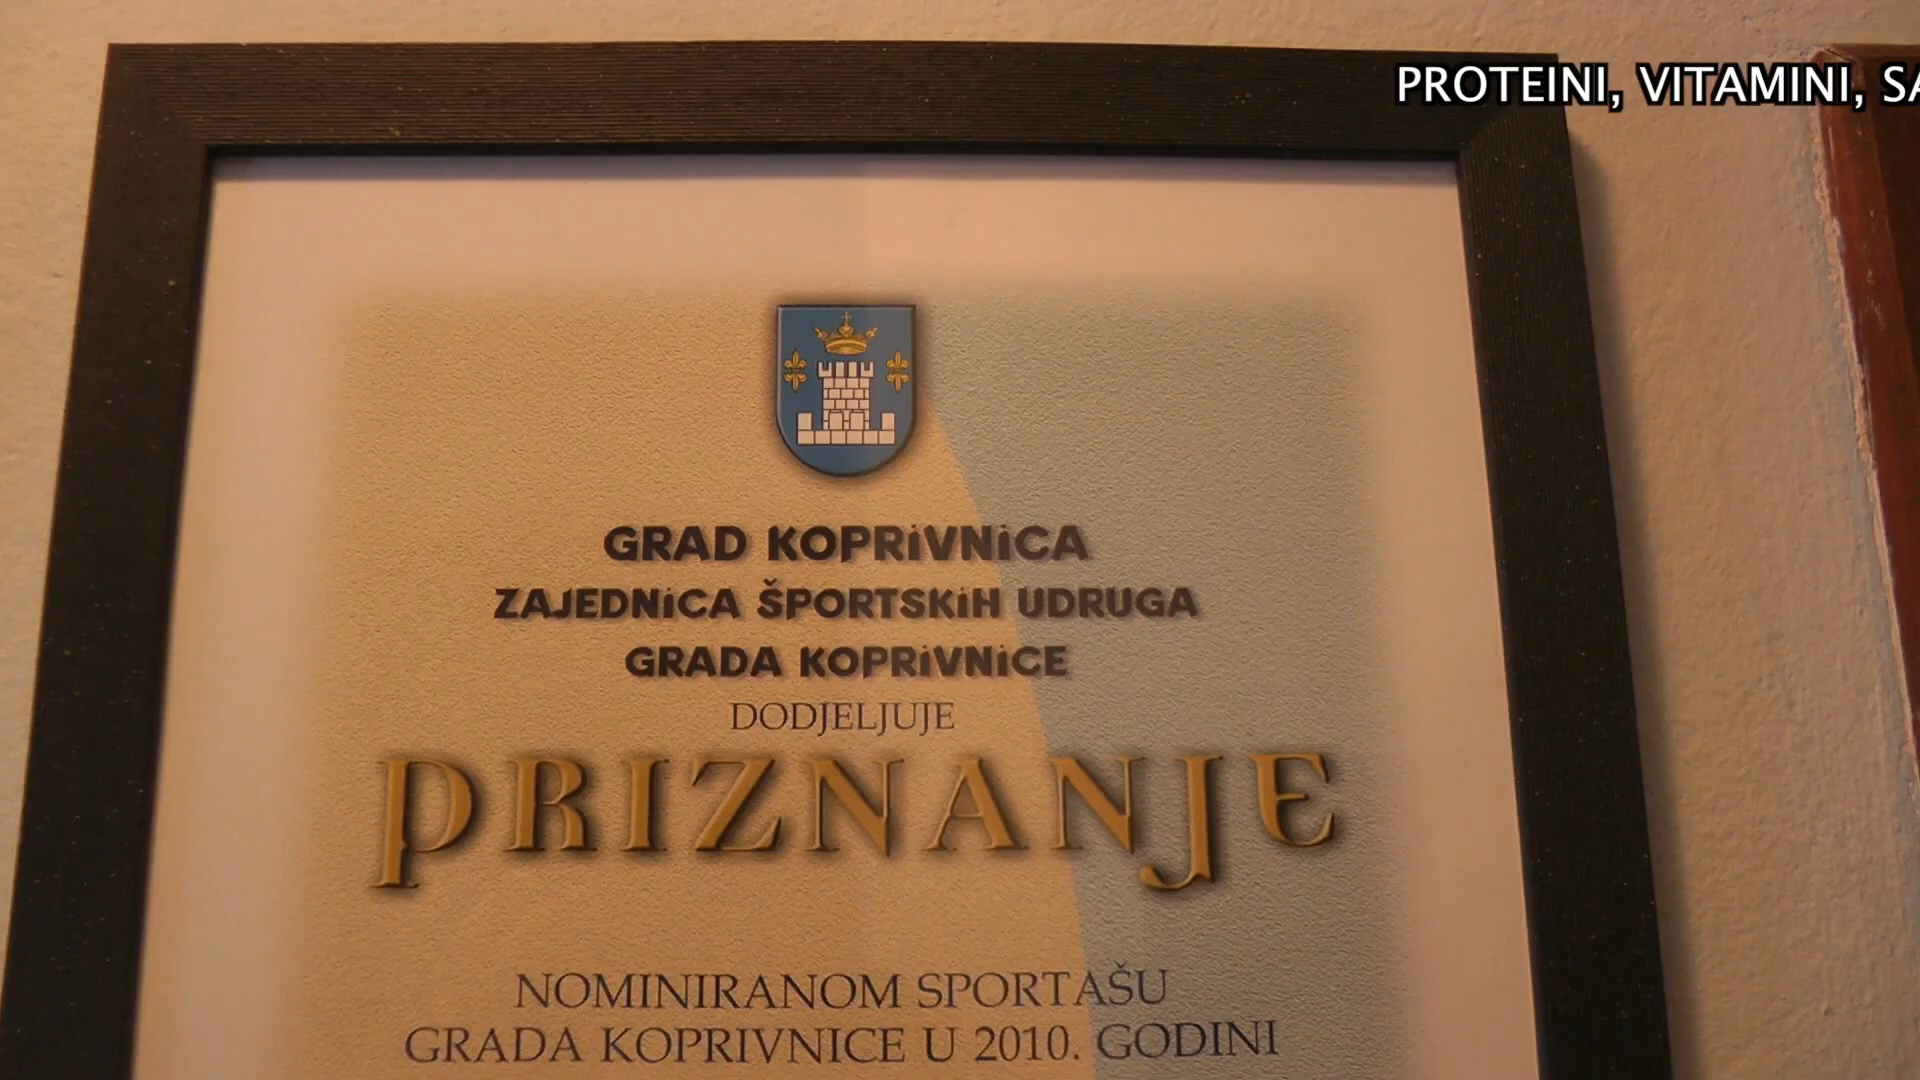 PROTEINI, VITAMINI,
GRAD KOPRiVNiCA
ZAJEDNiCA ŠPORTSKiH UDRUGA
GRADA KOPRiVNiCE
DODJELJUJE
PRIZNANJE
NOMINIRANOM SPORTAŠU
GRADA KOPRIVNICE U 2010. GODINI